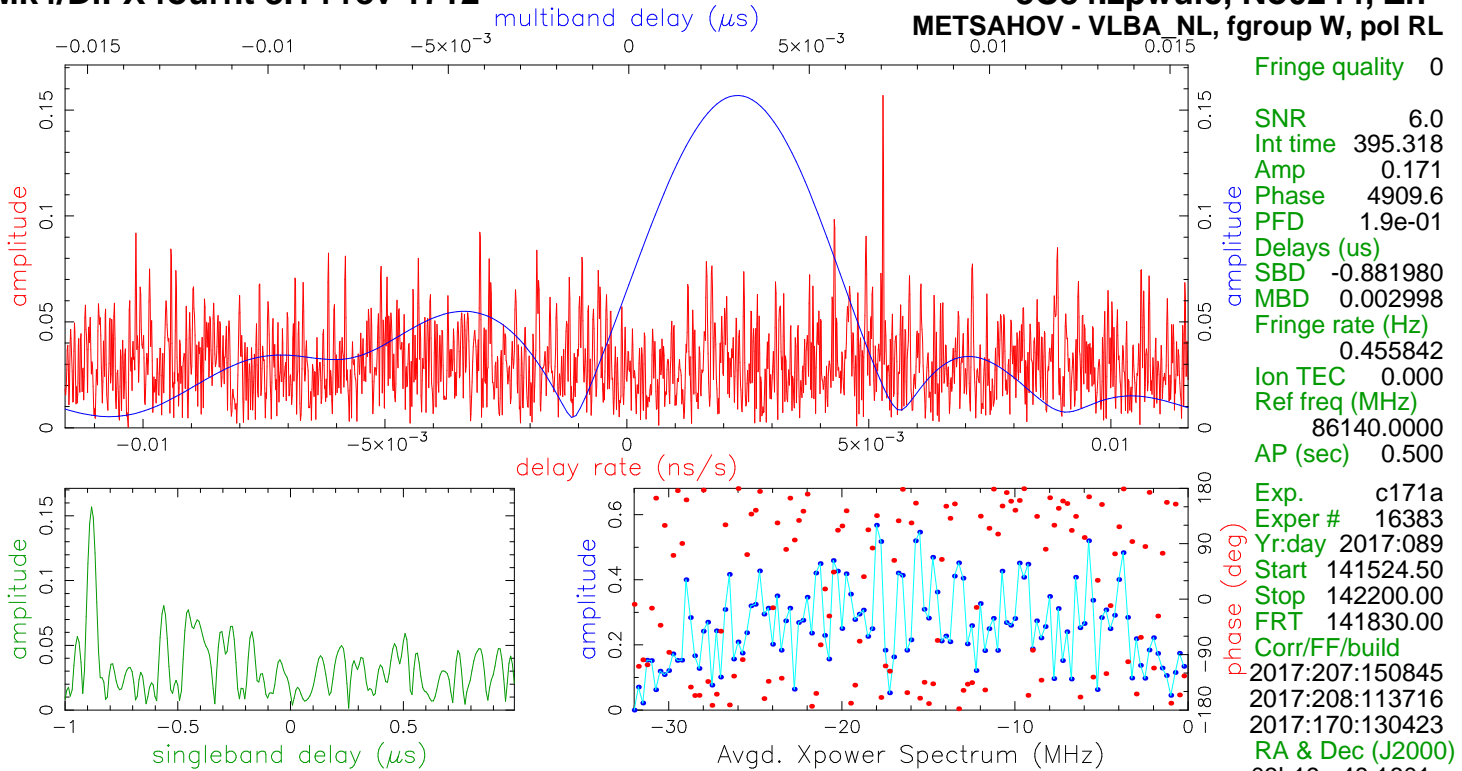 multiband delay (μs)
METSAHOV - VLBA_NL, fgroup W, pol RL
−0.015 −0.01 −5×10⁻³ 0 5×10⁻³ 0.01 0.015
amplitude
0 0.05 0.1 0.15
amplitude
0 0.05 0.1 0.15
−0.01 −5×10⁻³ 0 5×10⁻³ 0.01
delay rate (ns/s)
Fringe quality 0
SNR 6.0
Int time 395.318
Amp 0.171
Phase 4909.6
PFD 1.9e-01
Delays (us)
SBD -0.881980
MBD 0.002998
Fringe rate (Hz)
0.455842
Ion TEC 0.000
Ref freq (MHz)
86140.0000
AP (sec) 0.500
Exp. c171a
Exper # 16383
Yr:day 2017:089
Start 141524.50
Stop 142200.00
FRT 141830.00
Corr/FF/build
2017:207:150845
2017:208:113716
2017:170:130423
RA & Dec (J2000)
amplitude
0 0.05 0.1 0.15
−1 −0.5 0 0.5
singleband delay (μs)
amplitude
0 0.2 0.4 0.6
phase (deg)
−180 −90 0 90 180
−30 −20 −10 0
Avgd. Xpower Spectrum (MHz)